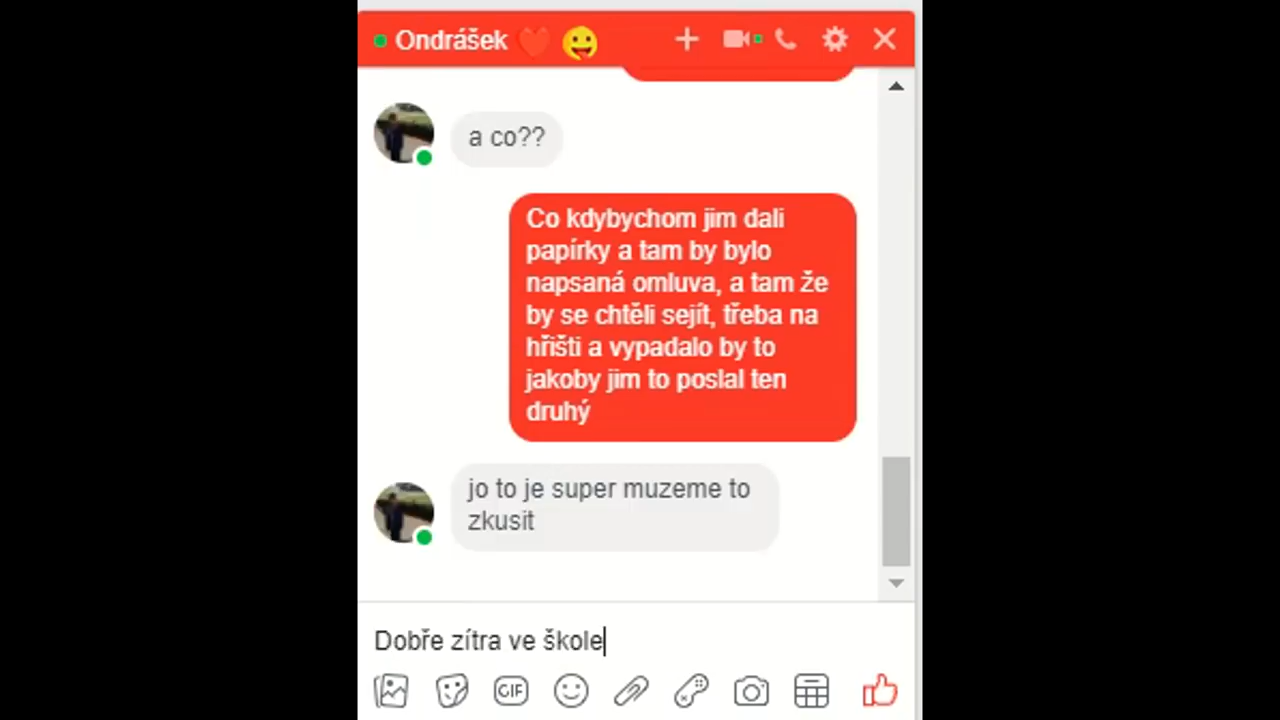 Ondrášek ❤️ 😜
a co??
Co kdybychom jim dali
papírky a tam by bylo
napsaná omluva, a tam že
by se chtěli sejít, třeba na
hřišti a vypadalo by to
jakoby jim to poslal ten
druhý
jo to je super muzeme to
zkusit
Dobře zítra ve škole
GIF